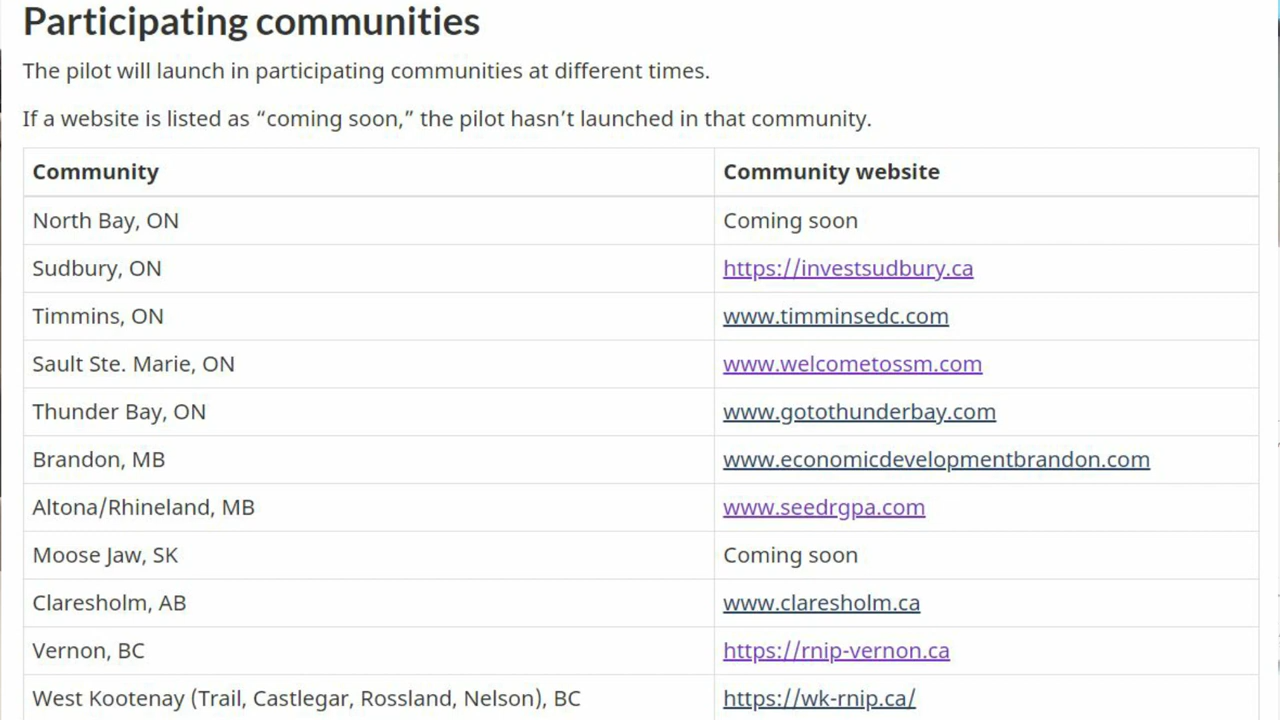 Participating communities
The pilot will launch in participating communities at different times.
If a website is listed as “coming soon,” the pilot hasn’t launched in that community.
Community Community website
North Bay, ON Coming soon
Sudbury, ON https://investsudbury.ca
Timmins, ON www.timminsedc.com
Sault Ste. Marie, ON www.welcometossm.com
Thunder Bay, ON www.gotothunderbay.com
Brandon, MB www.economicdevelopmentbrandon.com
Altona/Rhineland, MB www.seedrgpa.com
Moose Jaw, SK Coming soon
Claresholm, AB www.claresholm.ca
Vernon, BC https://rnip-vernon.ca
West Kootenay (Trail, Castlegar, Rossland, Nelson), BC https://wk-rnip.ca/